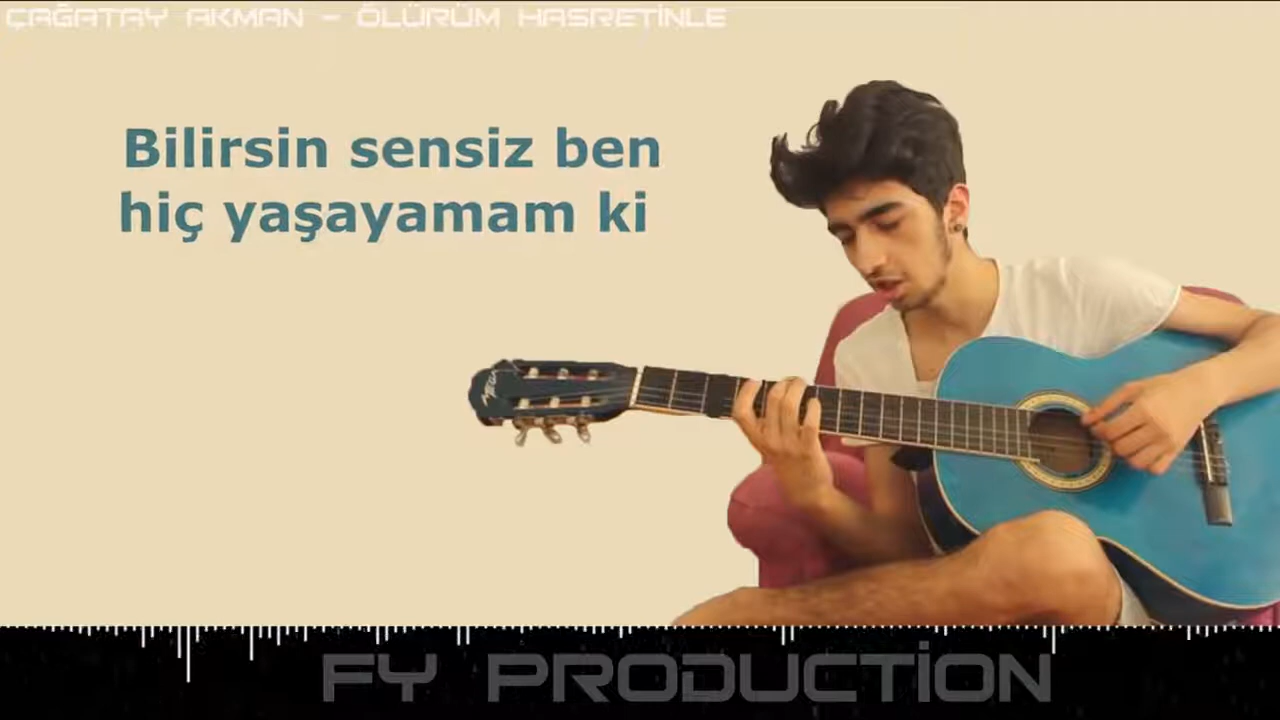 ÇAĞATAY AKMAN - ÖLÜRÜM HASRETİNLE
Bilirsin sensiz ben
hiç yaşayamam ki
FY PRODUCTİON